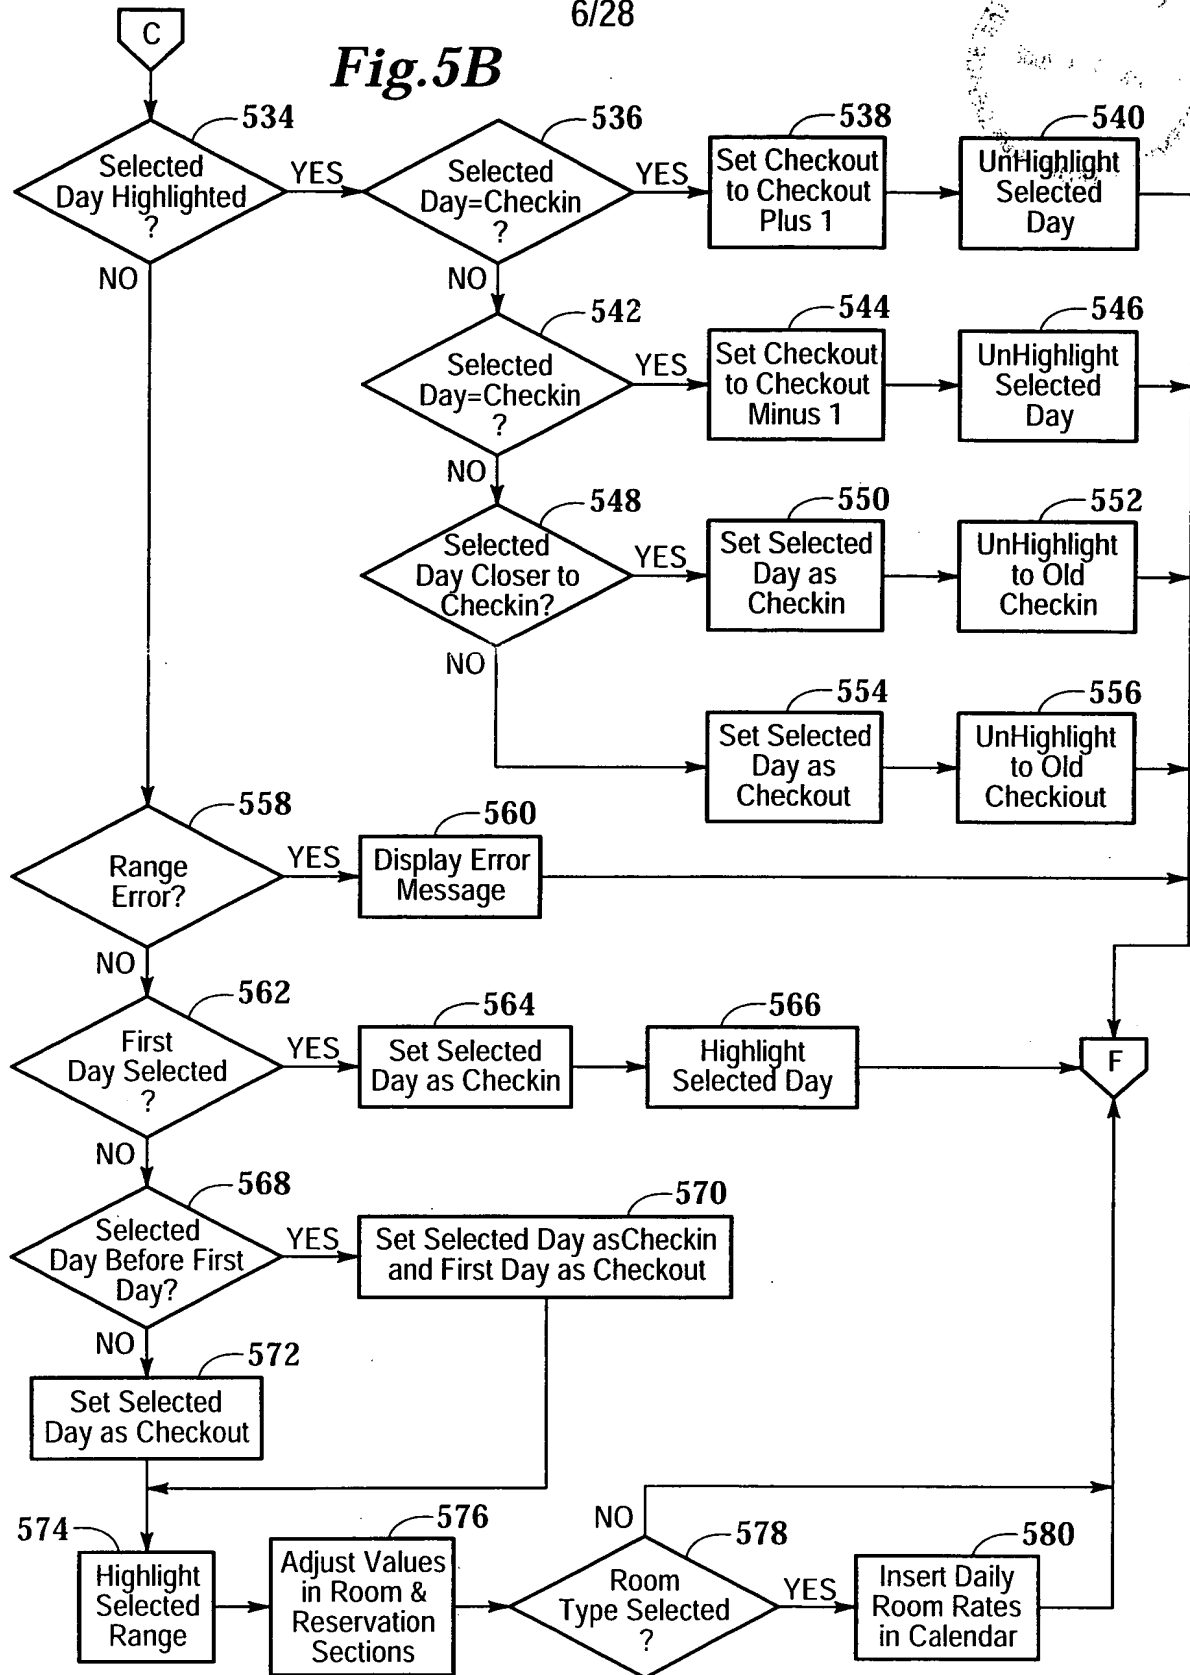 6/28
Fig.5B
C
534
Selected
Day Highlighted
?
YES
NO
536
Selected
Day=Checkin
?
YES
NO
538
Set Checkout
to Checkout
Plus 1
540
UnHighlight
Selected
Day
542
Selected
Day=Checkin
?
YES
NO
544
Set Checkout
to Checkout
Minus 1
546
UnHighlight
Selected
Day
548
Selected
Day Closer to
Checkin?
YES
NO
550
Set Selected
Day as
Checkin
552
UnHighlight
to Old
Checkin
554
Set Selected
Day as
Checkout
556
UnHighlight
to Old
Checkiout
558
Range
Error?
YES
NO
560
Display Error
Message
562
First
Day Selected
?
YES
NO
564
Set Selected
Day as Checkin
566
Highlight
Selected Day
F
568
Selected
Day Before First
Day?
YES
NO
570
Set Selected Day asCheckin
and First Day as Checkout
572
Set Selected
Day as Checkout
574
Highlight
Selected
Range
576
Adjust Values
in Room &
Reservation
Sections
578
Room
Type Selected
?
NO
YES
580
Insert Daily
Room Rates
in Calendar